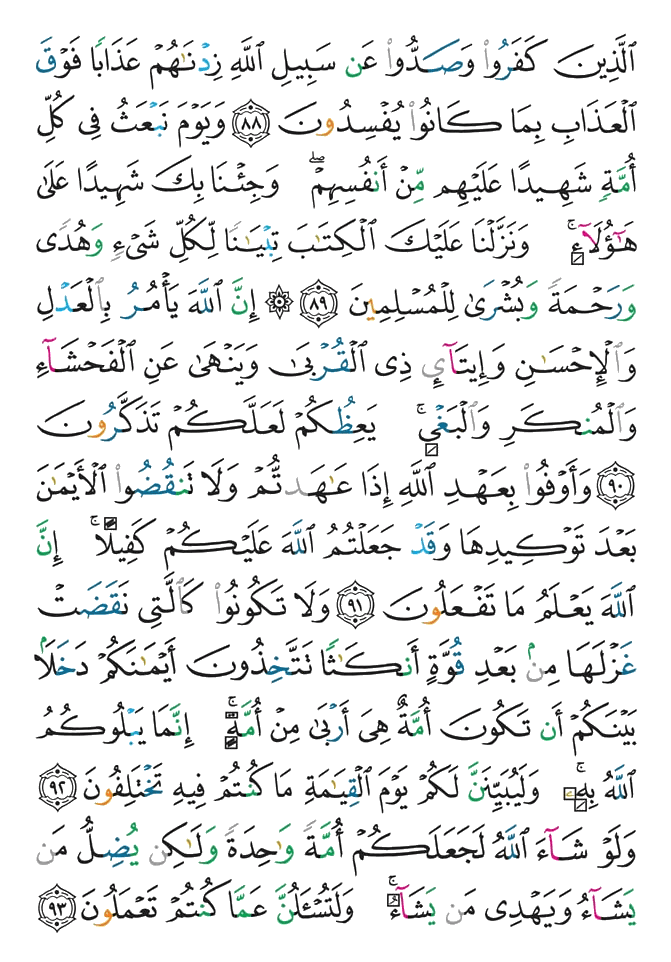 ٱلَّذِينَ كَفَرُوا۟ وَصَدُّوا۟ عَن سَبِيلِ ٱللَّهِ زِدْنَـٰهُمْ عَذَابًا فَوْقَ
ٱلْعَذَابِ بِمَا كَانُوا۟ يُفْسِدُونَ ٨٨ وَيَوْمَ نَبْعَثُ فِى كُلِّ
أُمَّةٍ شَهِيدًا عَلَيْهِم مِّنْ أَنفُسِهِمْ ۖ وَجِئْنَا بِكَ شَهِيدًا عَلَىٰ
هَـٰٓؤُلَآءِ ۚ وَنَزَّلْنَا عَلَيْكَ ٱلْكِتَـٰبَ تِبْيَـٰنًا لِّكُلِّ شَىْءٍ وَهُدًى
وَرَحْمَةً وَبُشْرَىٰ لِلْمُسْلِمِينَ ٨٩ ۞ إِنَّ ٱللَّهَ يَأْمُرُ بِٱلْعَدْلِ
وَٱلْإِحْسَـٰنِ وَإِيتَآئِ ذِى ٱلْقُرْبَىٰ وَيَنْهَىٰ عَنِ ٱلْفَحْشَآءِ
وَٱلْمُنكَرِ وَٱلْبَغْىِ ۚ يَعِظُكُمْ لَعَلَّكُمْ تَذَكَّرُونَ
٩٠ وَأَوْفُوا۟ بِعَهْدِ ٱللَّهِ إِذَا عَـٰهَدتُّمْ وَلَا تَنقُضُوا۟ ٱلْأَيْمَـٰنَ
بَعْدَ تَوْكِيدِهَا وَقَدْ جَعَلْتُمُ ٱللَّهَ عَلَيْكُمْ كَفِيلًا ۚ إِنَّ
ٱللَّهَ يَعْلَمُ مَا تَفْعَلُونَ ٩١ وَلَا تَكُونُوا۟ كَٱلَّتِى نَقَضَتْ
غَزْلَهَا مِنۢ بَعْدِ قُوَّةٍ أَنكَـٰثًا تَتَّخِذُونَ أَيْمَـٰنَكُمْ دَخَلًۢا
بَيْنَكُمْ أَن تَكُونَ أُمَّةٌ هِىَ أَرْبَىٰ مِنْ أُمَّةٍ ۚ إِنَّمَا يَبْلُوكُمُ
ٱللَّهُ بِهِۦ ۚ وَلَيُبَيِّنَنَّ لَكُمْ يَوْمَ ٱلْقِيَـٰمَةِ مَا كُنتُمْ فِيهِ تَخْتَلِفُونَ ٩٢
وَلَوْ شَآءَ ٱللَّهُ لَجَعَلَكُمْ أُمَّةً وَٰحِدَةً وَلَـٰكِن يُضِلُّ مَن
يَشَآءُ وَيَهْدِى مَن يَشَآءُ ۚ وَلَتُسْـَٔلُنَّ عَمَّا كُنتُمْ تَعْمَلُونَ ٩٣